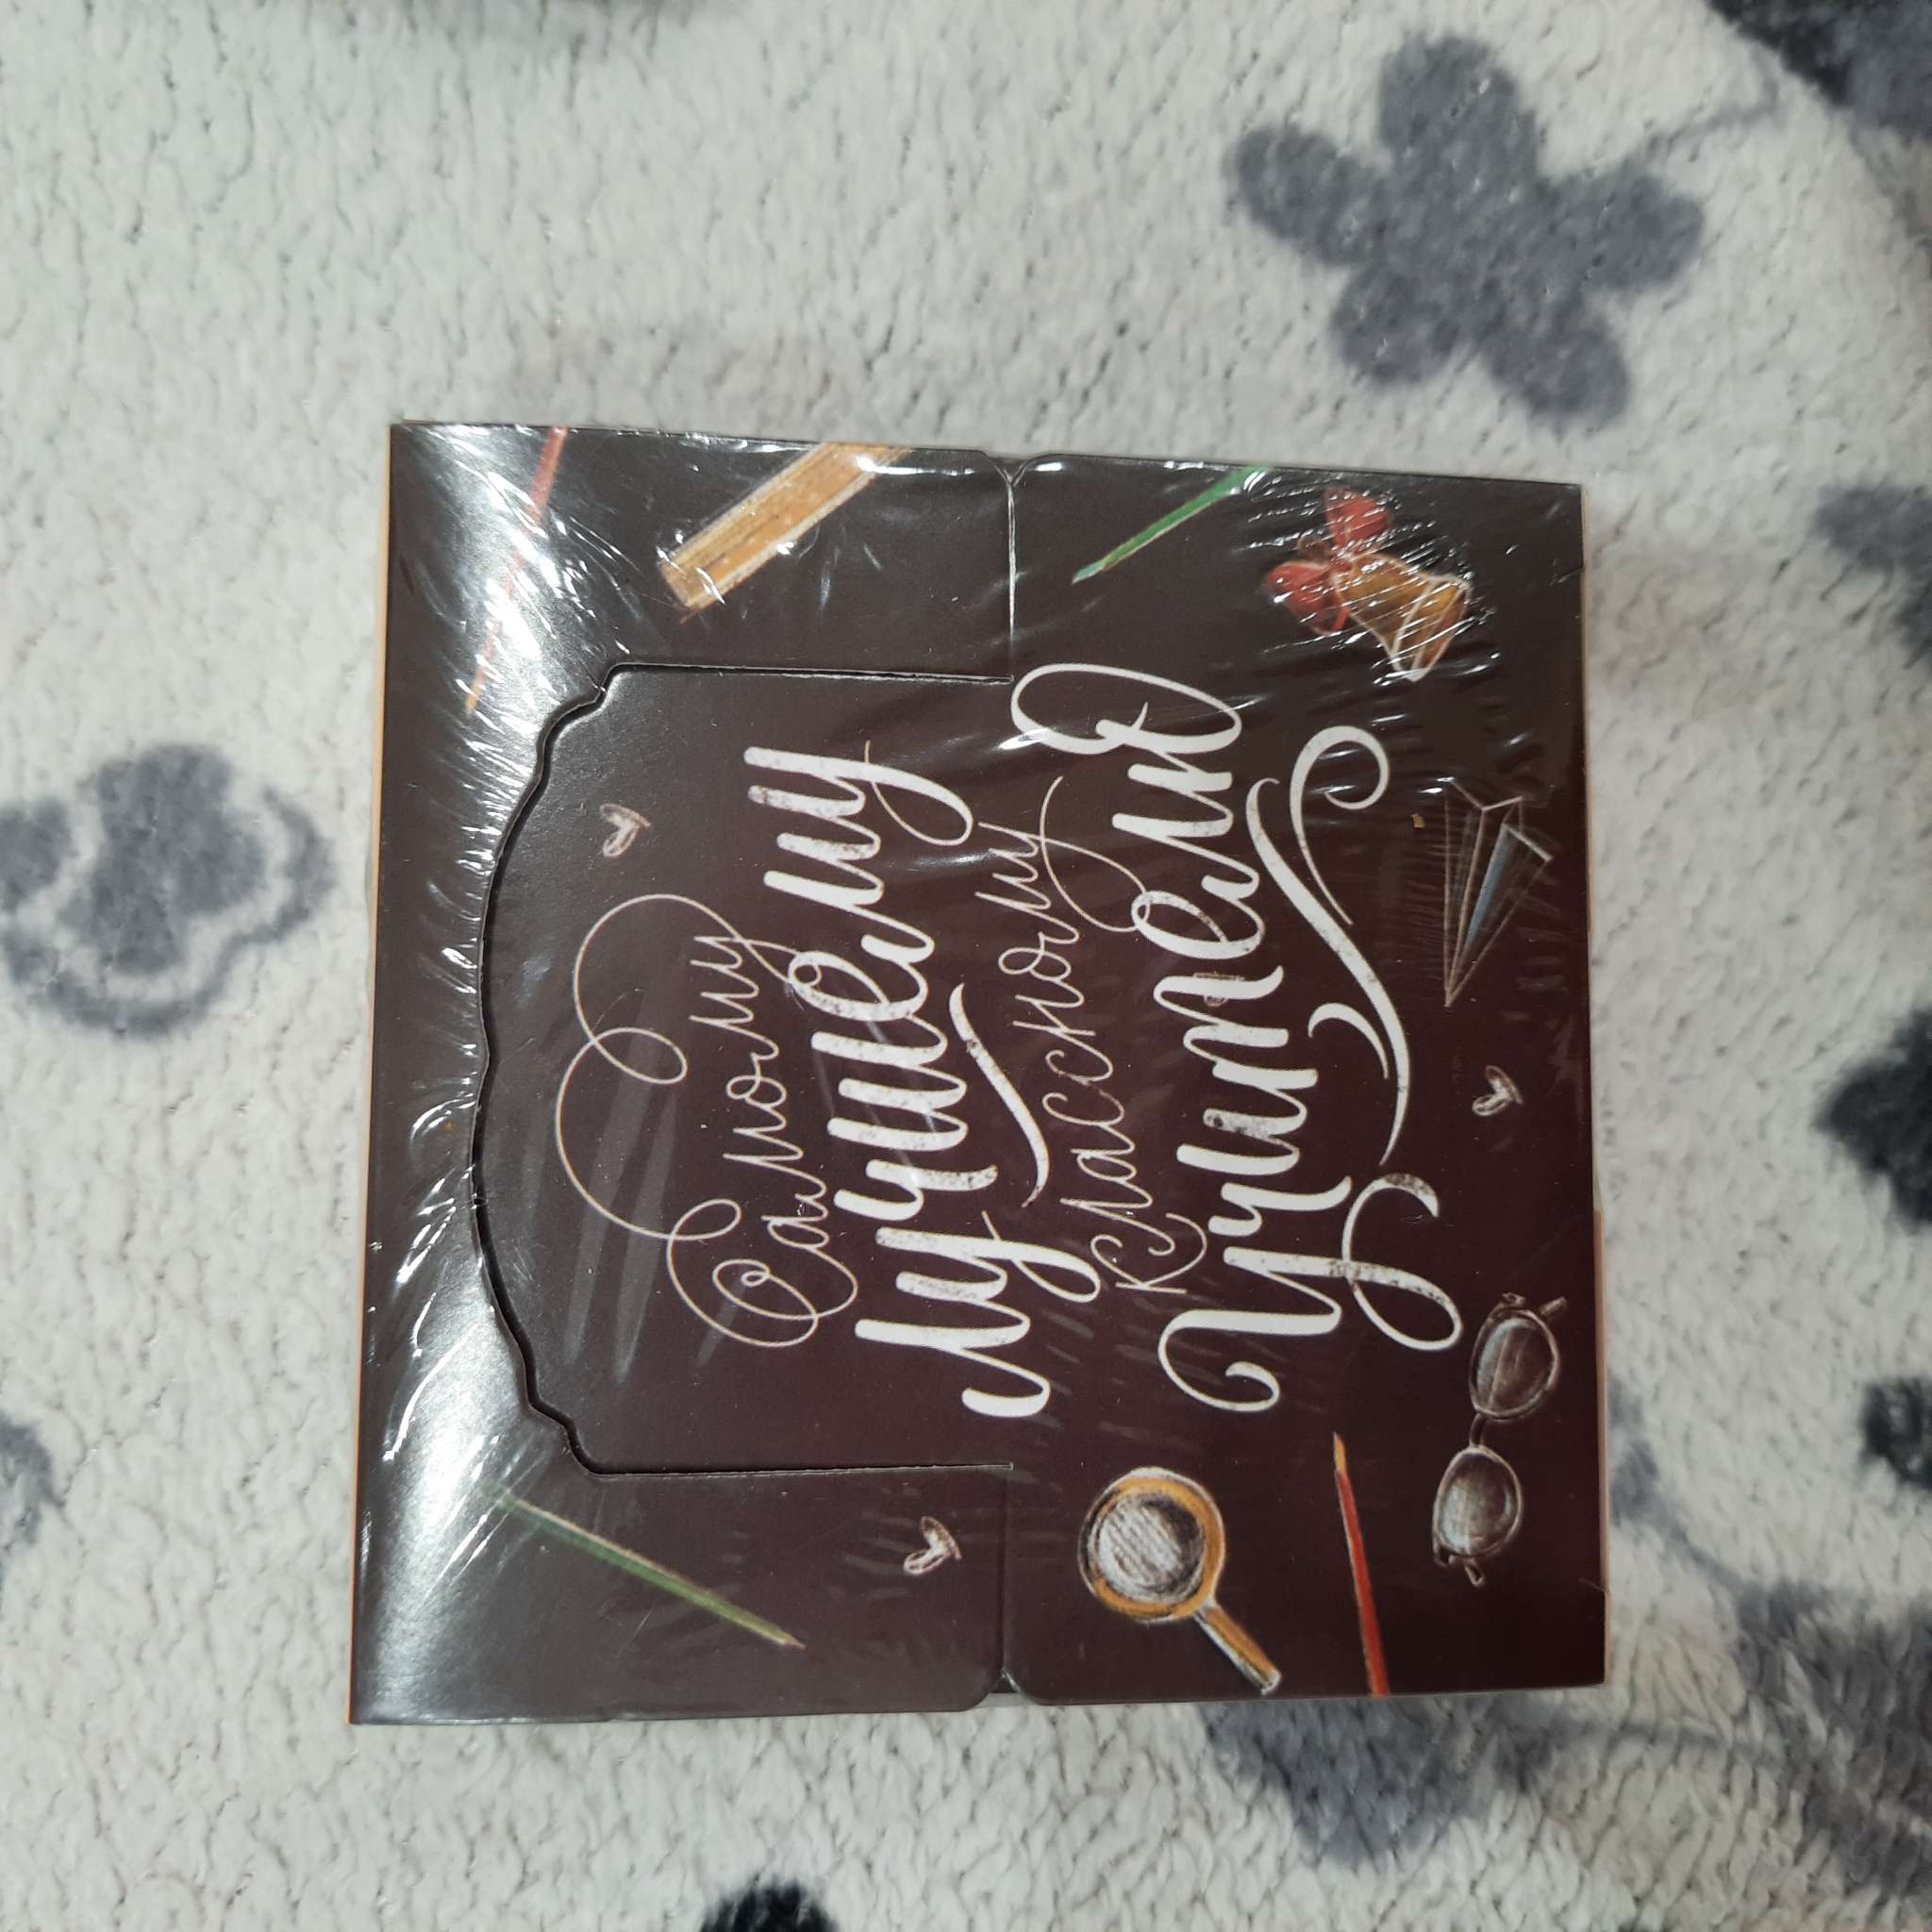 Самому
лучшему
классному
учителю